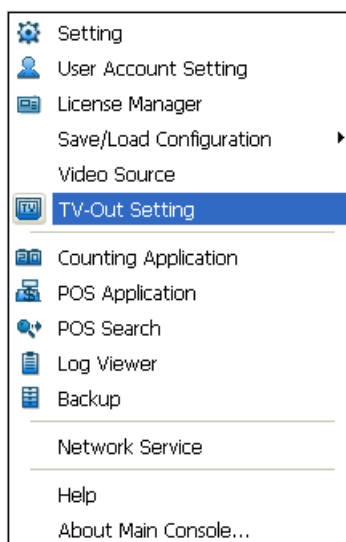 Setting
User Account Setting
License Manager
Save/Load Configuration
Video Source
TV-Out Setting
Counting Application
POS Application
POS Search
Log Viewer
Backup
Network Service
Help
About Main Console...